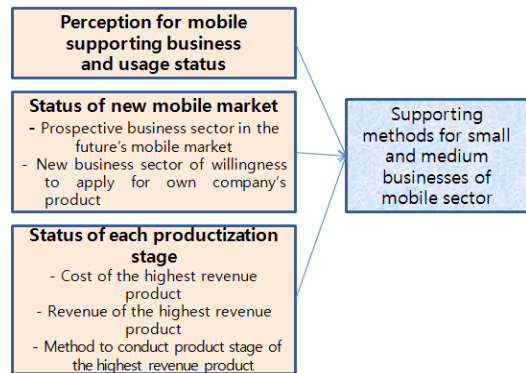 Perception for mobile
supporting business
and usage status
Status of new mobile market
- Prospective business sector in the
future's mobile market
- New business sector of willingness
to apply for own company's
product
Status of each productization
stage
- Cost of the highest revenue
product
- Revenue of the highest revenue
product
- Method to conduct product stage of
the highest revenue product
Supporting
methods for small
and medium
businesses of
mobile sector